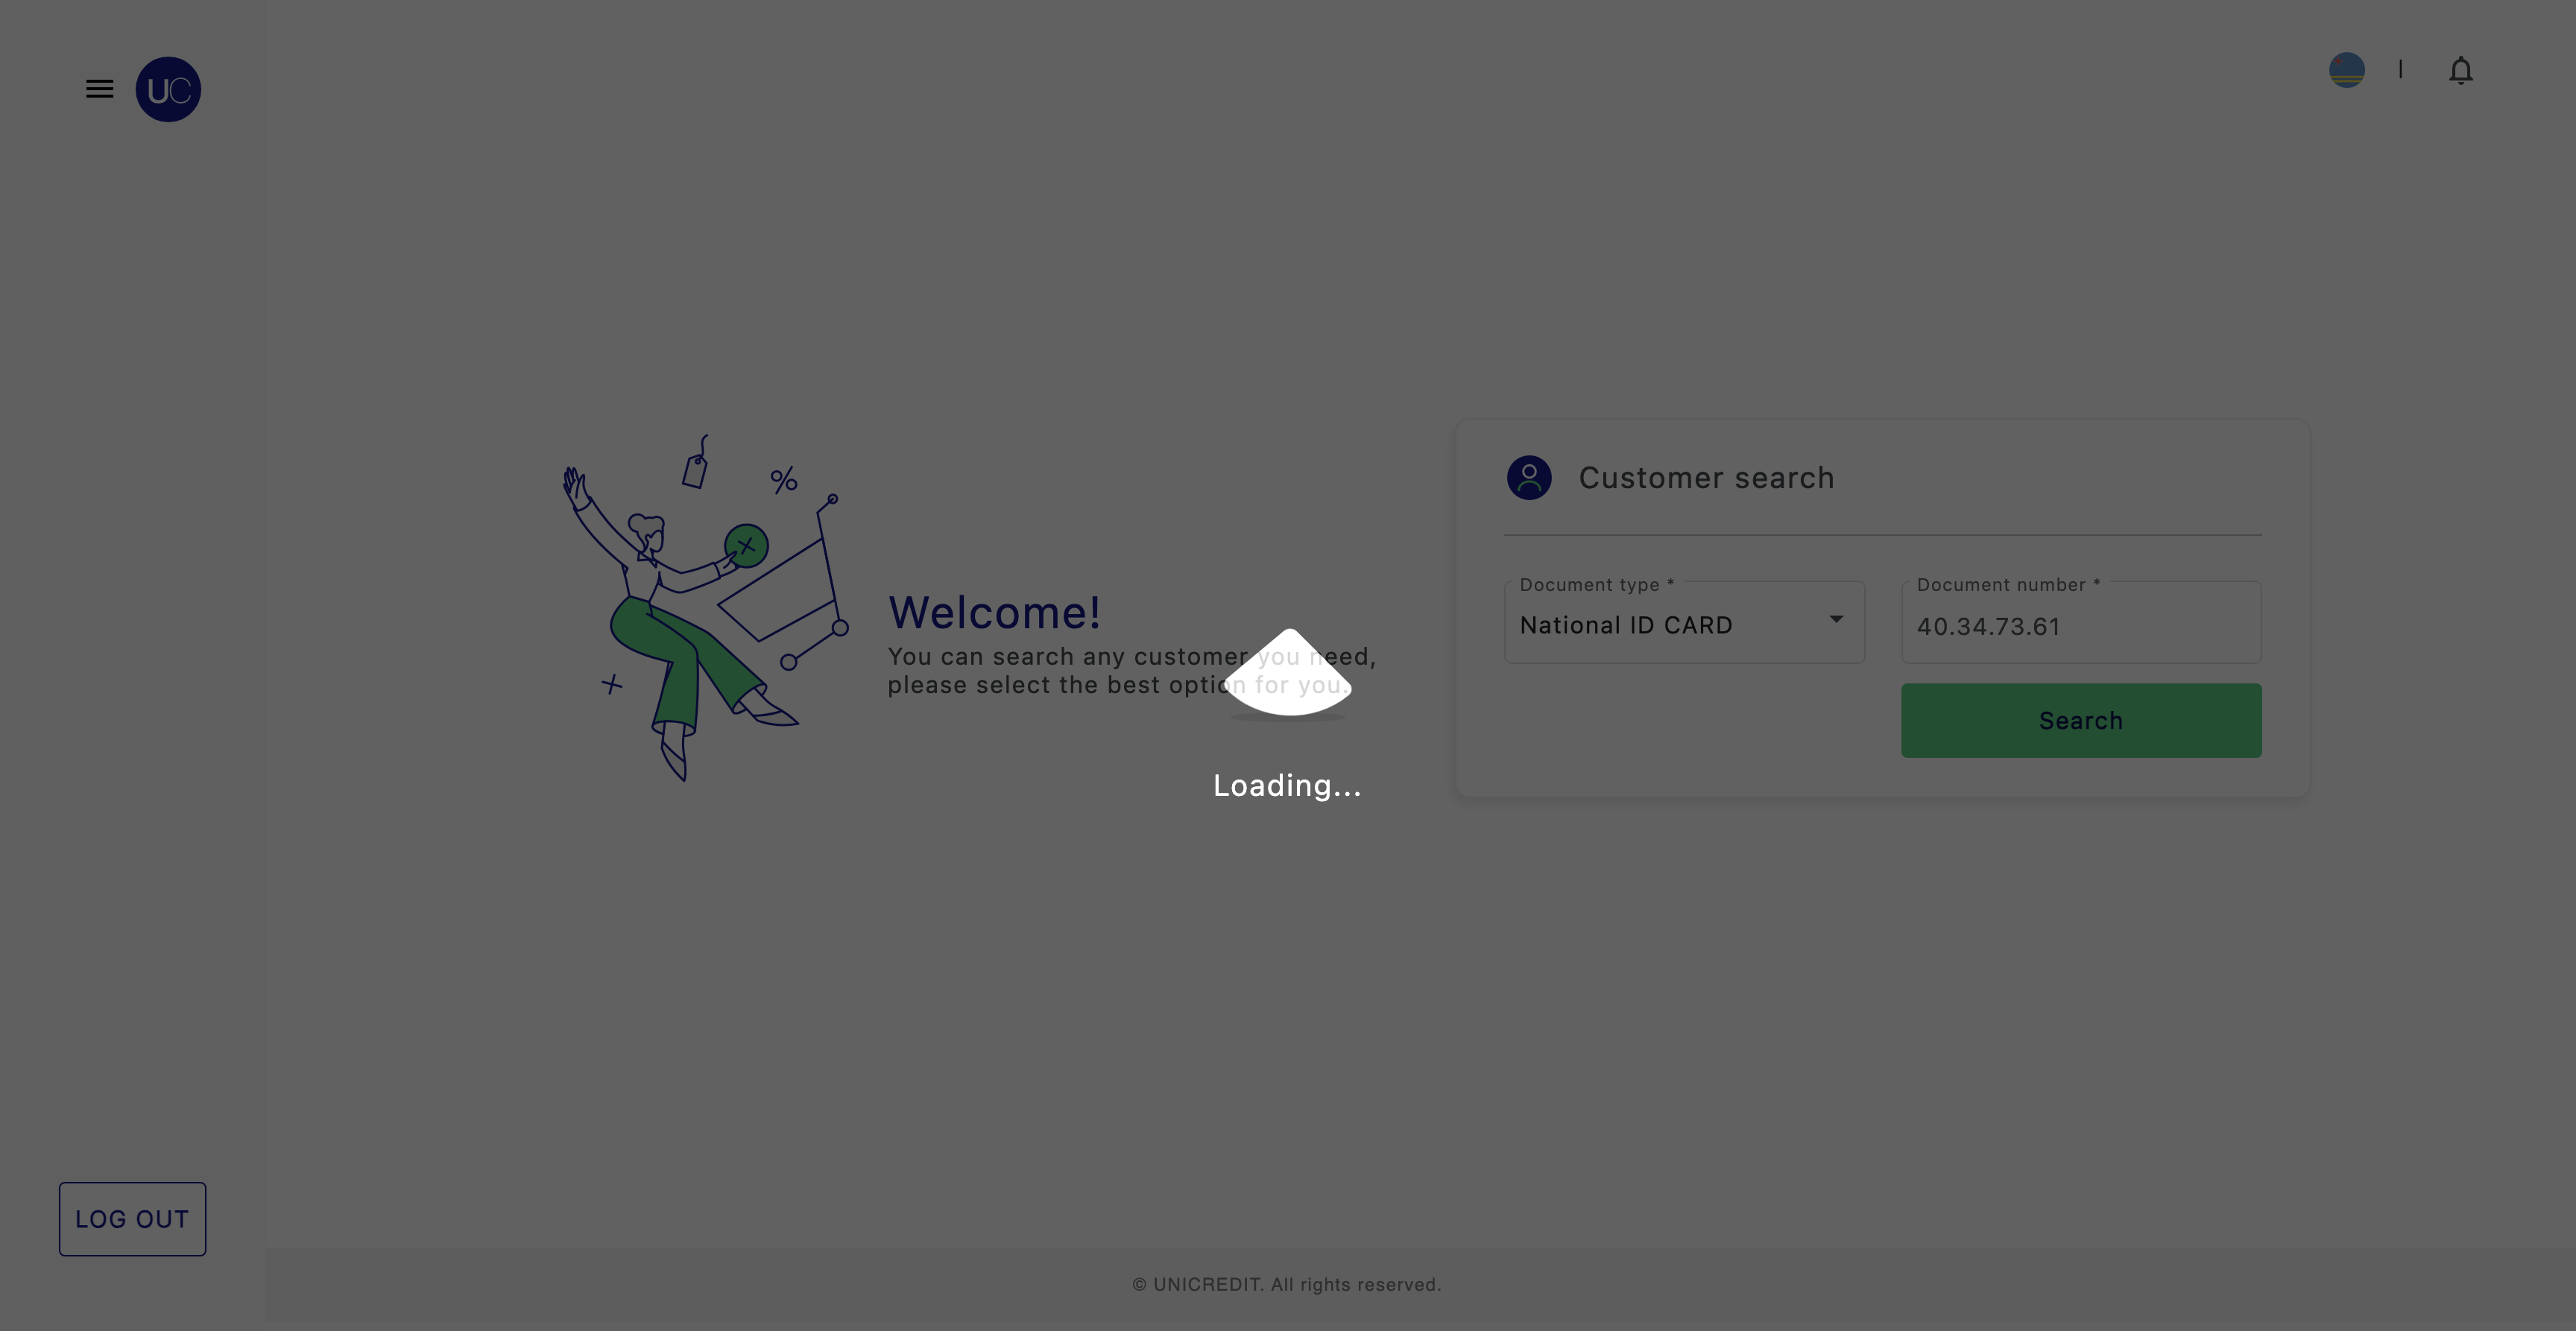 UC
%
Customer search
Document type *
National ID CARD
Document number *
40.34.73.61
Search
Welcome!
You can search any customer you need,
please select the best option for you.
Loading...
LOG OUT
© UNICREDIT. All rights reserved.